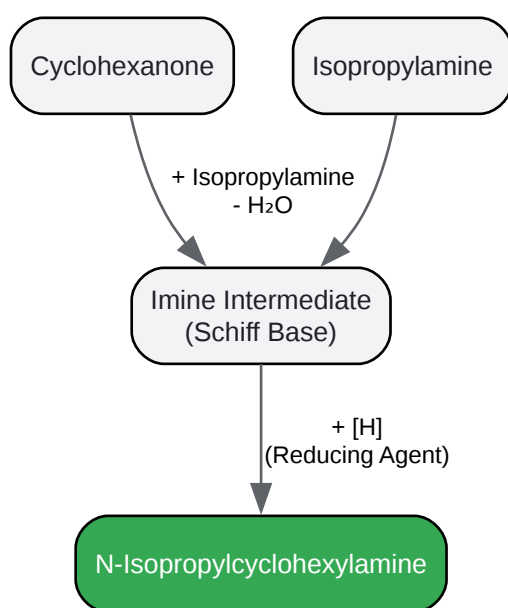 Cyclohexanone
Isopropylamine
+ Isopropylamine
- H₂O
Imine Intermediate
(Schiff Base)
+ [H]
(Reducing Agent)
N-Isopropylcyclohexylamine